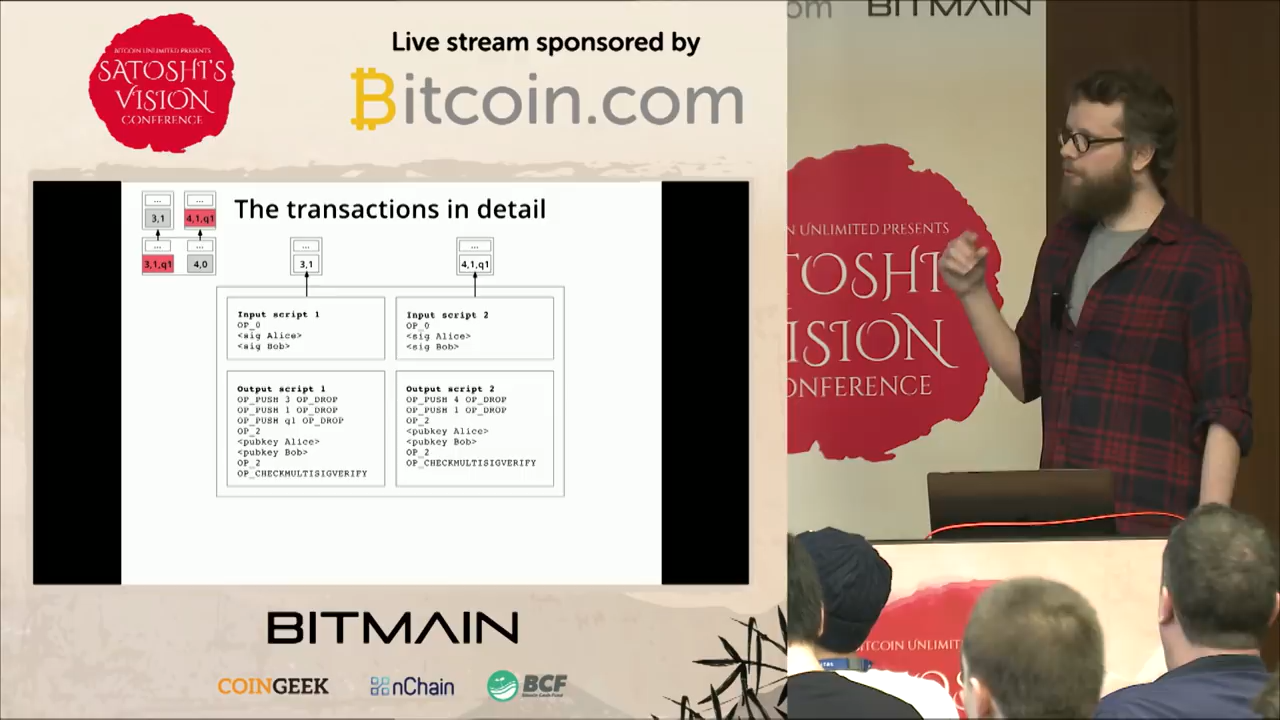 BITCOIN UNLIMITED PRESENTS
SATOSHI'S
VISION
CONFERENCE
Live stream sponsored by
Bitcoin.com
The transactions in detail
...
3,1
...
4,1,q1
...
3,1,q1
...
4,0
...
3,1
...
4,1,q1
Input script 1
OP_0
<sig Alice>
<sig Bob>
Input script 2
OP_0
<sig Alice>
<sig Bob>
Output script 1
OP_PUSH 3 OP_DROP
OP_PUSH 1 OP_DROP
OP_PUSH q1 OP_DROP
OP_2
<pubkey Alice>
<pubkey Bob>
OP_2
OP_CHECKMULTISIGVERIFY
Output script 2
OP_PUSH 4 OP_DROP
OP_PUSH 1 OP_DROP
OP_2
<pubkey Alice>
<pubkey Bob>
OP_2
OP_CHECKMULTISIGVERIFY
BITMAIN
COINGEEK
nChain
BCF
om BITMAIN
N UNLIMITED PRESENTS
TOSHI
ISION
ONFERENCE
TCOIN UNLIMI